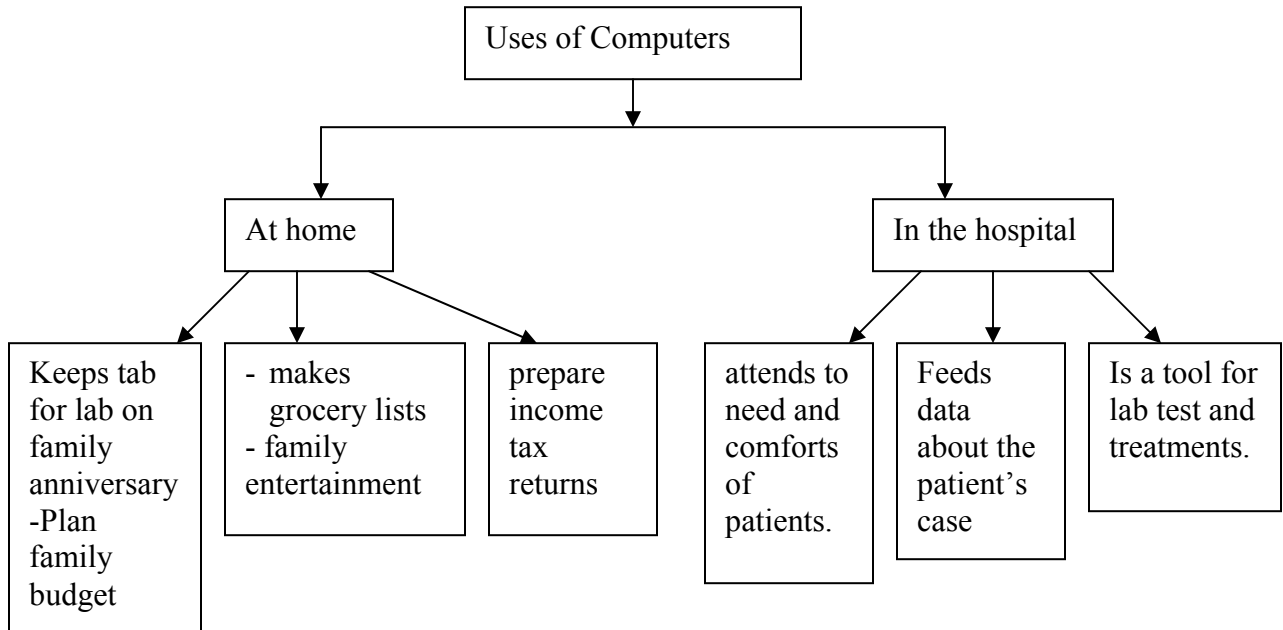 Uses of Computers
At home
In the hospital
Keeps tab
for lab on
family
anniversary
-Plan
family
budget
- makes
grocery lists
- family
entertainment
prepare
income
tax
returns
attends to
need and
comforts
of
patients.
Feeds
data
about the
patient’s
case
Is a tool for
lab test and
treatments.